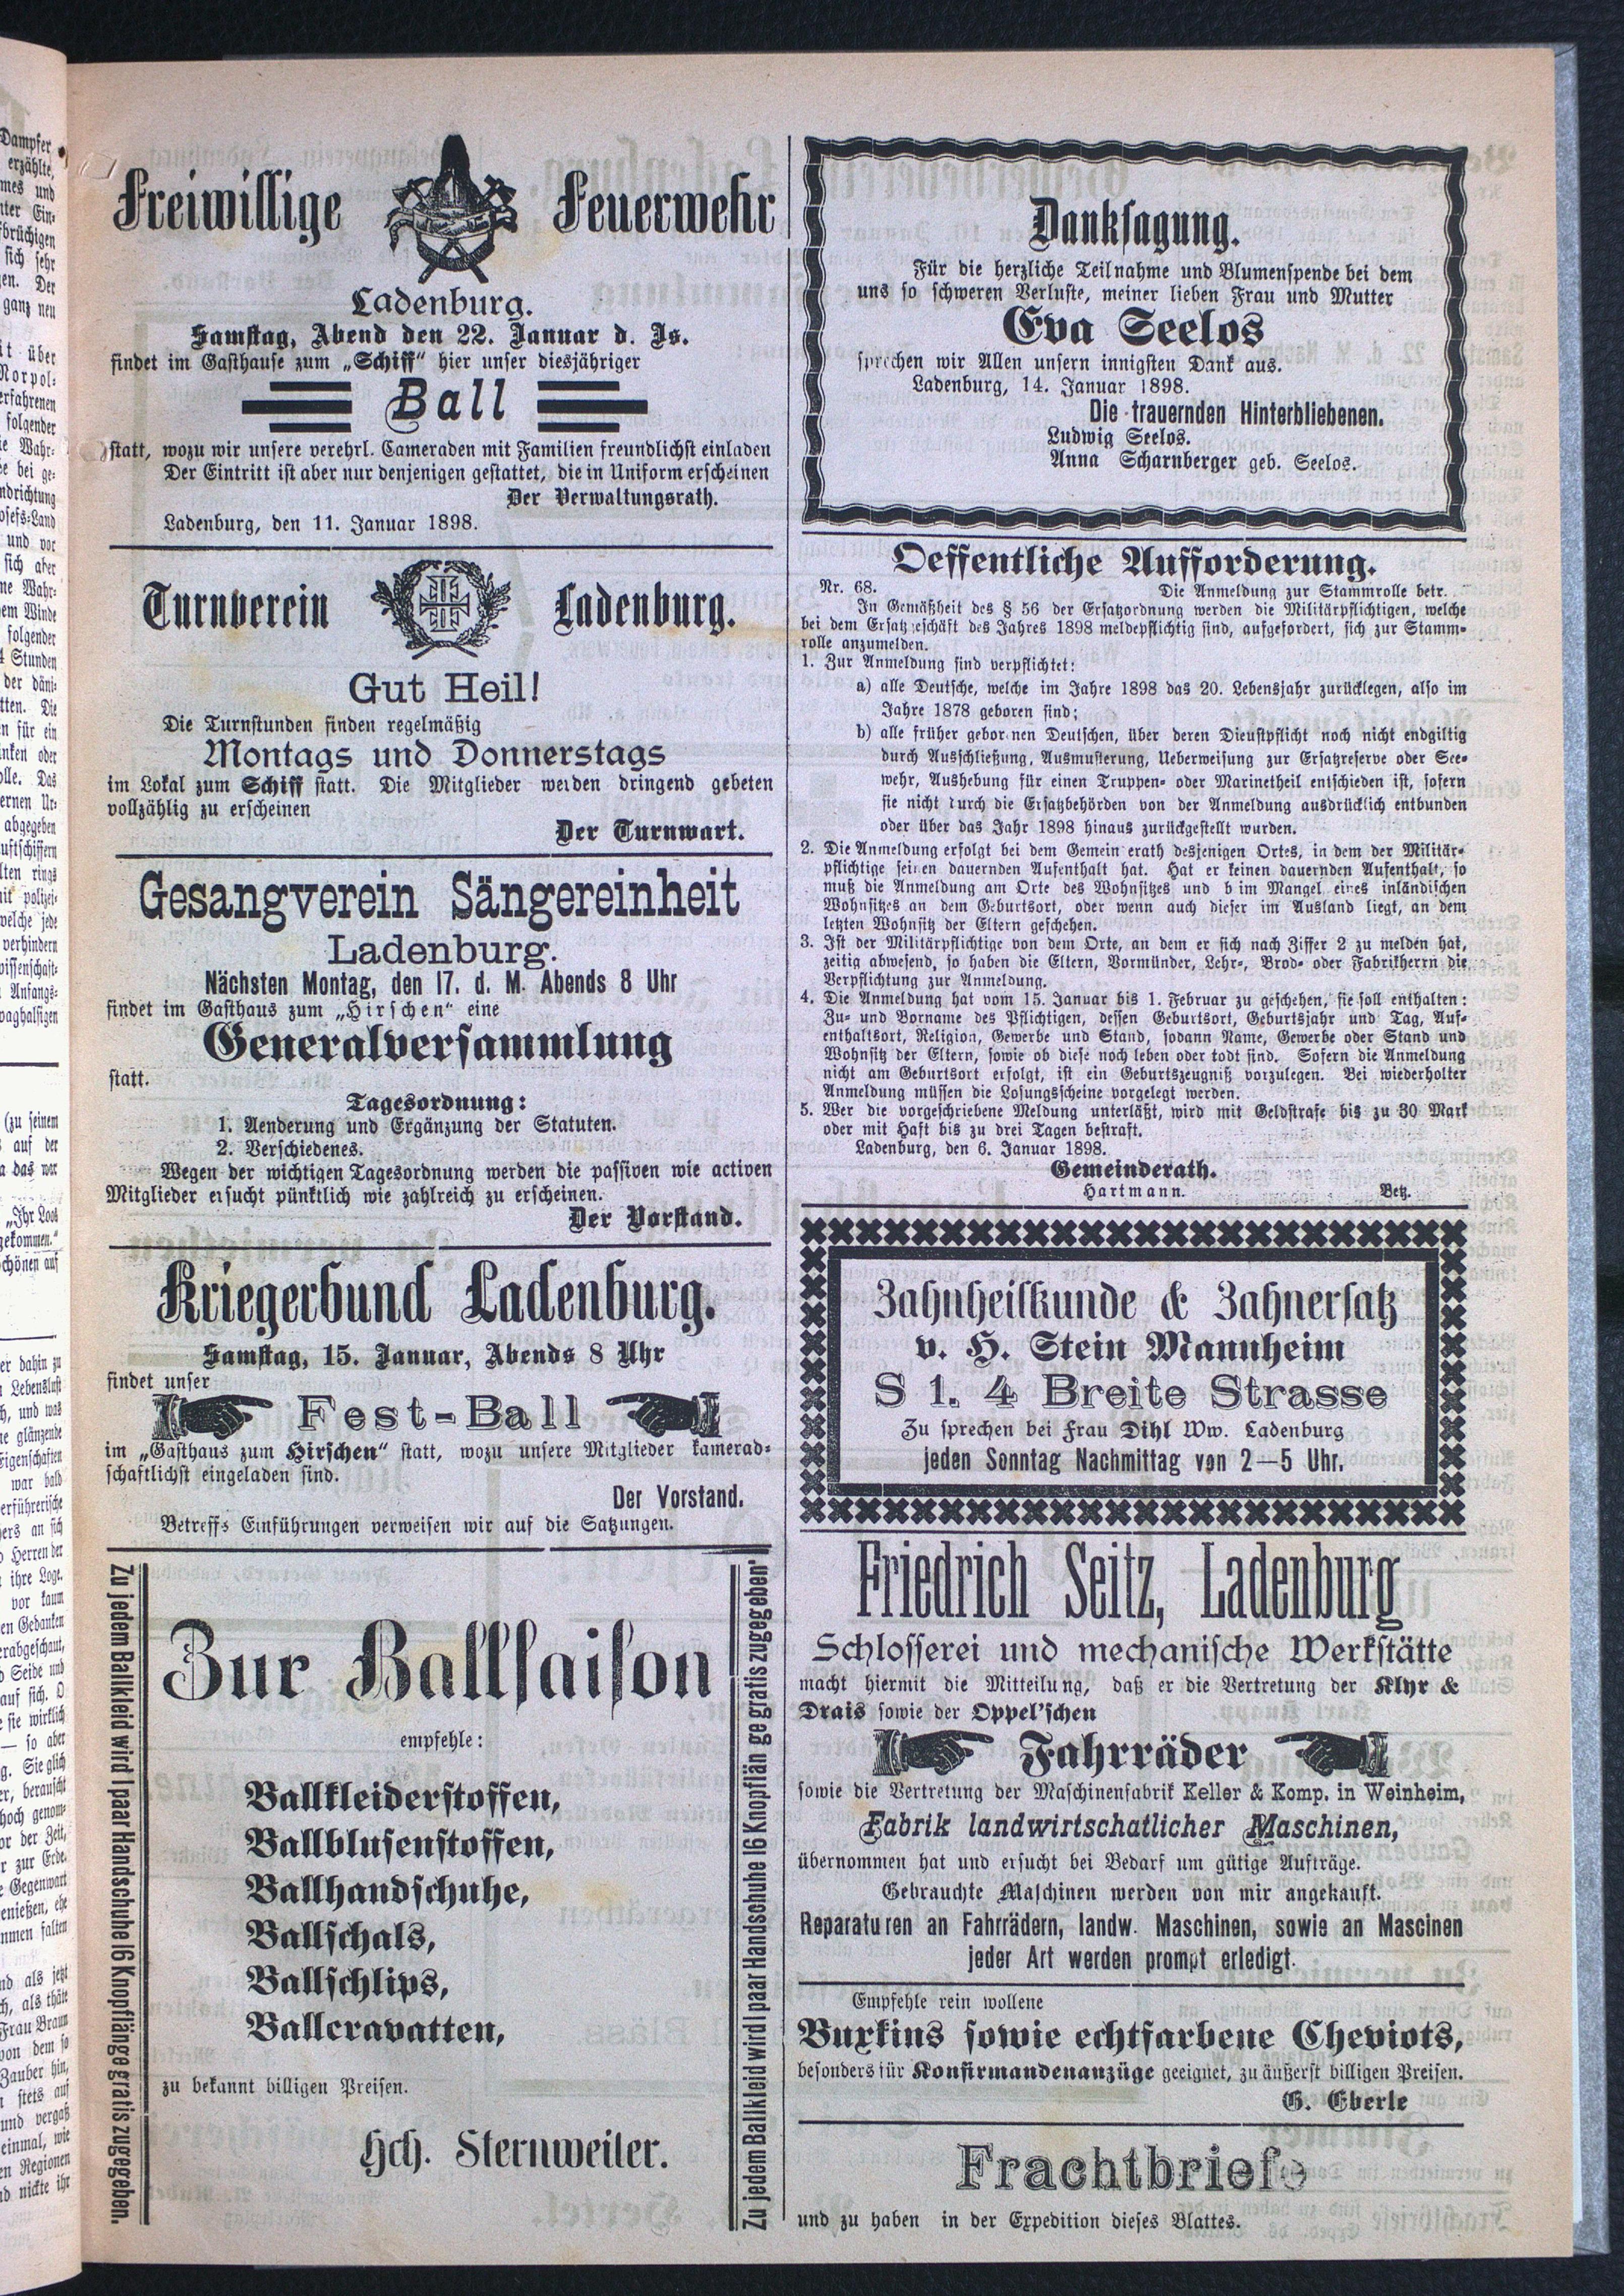 Freiwillige Feuerwehr
Ladenburg.
Samstag, Abend den 22. Januar d. Js.
findet im Gasthause zum „Schiff“ hier unser diesjähriger
Ball
statt, wozu wir unsere verehrl. Cameraden mit Familien freundlichst einladen
Der Eintritt ist aber nur denjenigen gestattet, die in Uniform erscheinen
Der Verwaltungsrath.
Ladenburg, den 11. Januar 1898.
Turnverein Ladenburg.
Gut Heil!
Die Turnstunden finden regelmäßig
Montags und Donnerstags
im Lokal zum Schiff statt. Die Mitglieder werden dringend gebeten
vollzählig zu erscheinen
Der Turnwart.
Gesangverein Sängereinheit
Ladenburg.
Nächsten Montag, den 17. d. M. Abends 8 Uhr
findet im Gasthaus zum „Hirschen“ eine
Generalversammlung
statt.
Tagesordnung:
1. Aenderung und Ergänzung der Statuten.
2. Verschiedenes.
Wegen der wichtigen Tagesordnung werden die passiven wie activen
Mitglieder ersucht pünktlich wie zahlreich zu erscheinen.
Der Vorstand.
Kriegerbund Ladenburg.
Samstag, 15. Januar, Abends 8 Uhr
findet unser
Fest-Ball
im „Gasthaus zum Hirschen“ statt, wozu unsere Mitglieder kamerad-
schaftlichst eingeladen sind.
Der Vorstand.
Betreffs Einführungen verweisen wir auf die Satzungen.
Zu jedem Ballkleid wird 1 paar Handschuhe 16 Knopflänge gratis zugegeben.
Zur Ballsaison
empfehle:
Ballkleiderstoffen,
Ballblusenstoffen,
Ballhandschuhe,
Ballschals,
Ballschlips,
Ballcravatten,
zu bekannt billigen Preisen.
Hch. Sternweiler.
Zu jedem Ballkleid wird 1 paar Handschuhe 16 Knopflänge gratis zugegeben
Danksagung.
Für die herzliche Teilnahme und Blumenspende bei dem
uns so schweren Verluste, meiner lieben Frau und Mutter
Eva Seelos
sprechen wir Allen unsern innigsten Dank aus.
Ladenburg, 14. Januar 1898.
Die trauernden Hinterbliebenen.
Ludwig Seelos.
Anna Scharnberger geb. Seelos.
Oeffentliche Aufforderung.
Nr. 68. Die Anmeldung zur Stammrolle betr.
In Gemäßheit des § 56 der Ersatzordnung werden die Militärpflichtigen, welche
bei dem Ersatzgeschäft des Jahres 1898 meldepflichtig sind, aufgefordert, sich zur Stamm-
rolle anzumelden.
1. Zur Anmeldung sind verpflichtet:
a) alle Deutsche, welche im Jahre 1898 das 20. Lebensjahr zurücklegen, also im
Jahre 1878 geboren sind;
b) alle früher geborenen Deutschen, über deren Dienstpflicht noch nicht endgiltig
durch Ausschließung, Ausmusterung, Ueberweisung zur Ersatzreserve oder See-
wehr, Aushebung für einen Truppen- oder Marinetheil entschieden ist, sofern
sie nicht durch die Ersatzbehörden von der Anmeldung ausdrücklich entbunden
oder über das Jahr 1898 hinaus zurückgestellt wurden.
2. Die Anmeldung erfolgt bei dem Gemeinderath desjenigen Ortes, in dem der Militär-
pflichtige seinen dauernden Aufenthalt hat. Hat er keinen dauernden Aufenthalt, so
muß die Anmeldung am Orte des Wohnsitzes und beim Mangel eines inländischen
Wohnsitzes an dem Geburtsort, oder wenn auch dieser im Ausland liegt, an dem
letzten Wohnsitz der Eltern geschehen.
3. Ist der Militärpflichtige von dem Orte, an dem er sich nach Ziffer 2 zu melden hat,
zeitig abwesend, so haben die Eltern, Vormünder, Lehr-, Brod- oder Fabrikherrn die
Verpflichtung zur Anmeldung.
4. Die Anmeldung hat vom 15. Januar bis 1. Februar zu geschehen, sie soll enthalten:
Zu- und Vorname des Pflichtigen, dessen Geburtsort, Geburtsjahr und Tag, Auf-
enthaltsort, Religion, Gewerbe und Stand, sodann Name, Gewerbe oder Stand und
Wohnsitz der Eltern, sowie ob diese noch leben oder todt sind. Sofern die Anmeldung
nicht am Geburtsort erfolgt, ist ein Geburtszeugniß vorzulegen. Bei wiederholter
Anmeldung müssen die Losungsscheine vorgelegt werden.
5. Wer die vorgeschriebene Meldung unterläßt, wird mit Geldstrafe bis zu 30 Mark
oder mit Haft bis zu drei Tagen bestraft.
Ladenburg, den 6. Januar 1898.
Gemeinderath.
Hartmann. Betz.
Zahnheilkunde & Zahnersatz
v. H. Stein Mannheim
S 1. 4 Breite Strasse
Zu sprechen bei Frau Dihl Ww. Ladenburg
jeden Sonntag Nachmittag von 2—5 Uhr.
Friedrich Seitz, Ladenburg
Schlosserei und mechanische Werkstätte
macht hiermit die Mitteilung, daß er die Vertretung der Klyr &
Drais sowie der Oppel'schen
Fahrräder
sowie die Vertretung der Maschinenfabrik Keller & Komp. in Weinheim,
Fabrik landwirtschatlicher Maschinen,
übernommen hat und ersucht bei Bedarf um gütige Aufträge.
Gebrauchte Maschinen werden von mir angekauft.
Reparaturen an Fahrrädern, landw. Maschinen, sowie an Mascinen
jeder Art werden prompt erledigt.
Empfehle rein wollene
Buxkins sowie echtfarbene Cheviots,
besonders für Konfirmandenanzüge geeignet, zu äußerst billigen Preisen.
G. Eberle
Frachtbriefe
und zu haben in der Expedition dieses Blattes.